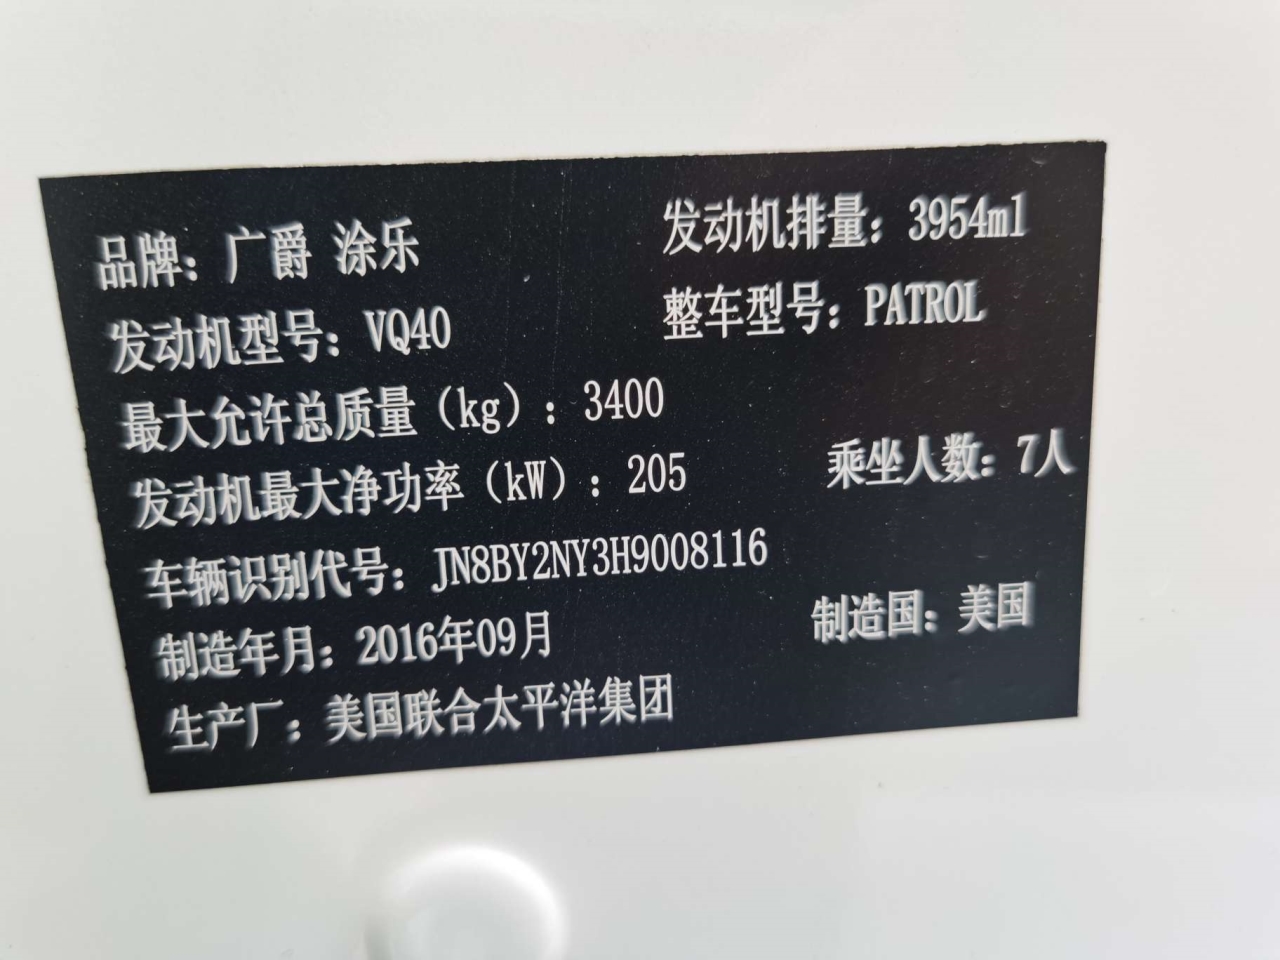 品牌：广爵 涂乐 发动机排量：3954ml
发动机型号：VQ40 整车型号：PATROL
最大允许总质量（kg）：3400
发动机最大净功率（kW）：205 乘坐人数：7人
车辆识别代号：JN8BY2NY3H9008116
制造年月：2016年09月 制造国：美国
生产厂：美国联合太平洋集团